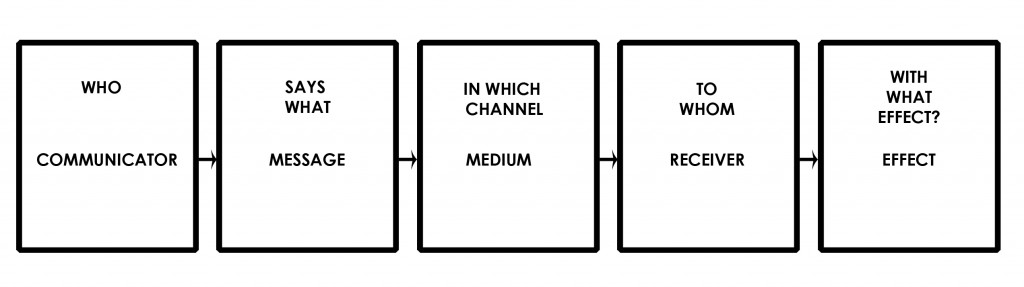 WHO
COMMUNICATOR
SAYS
WHAT
MESSAGE
IN WHICH
CHANNEL
MEDIUM
TO
WHOM
RECEIVER
WITH
WHAT
EFFECT?
EFFECT